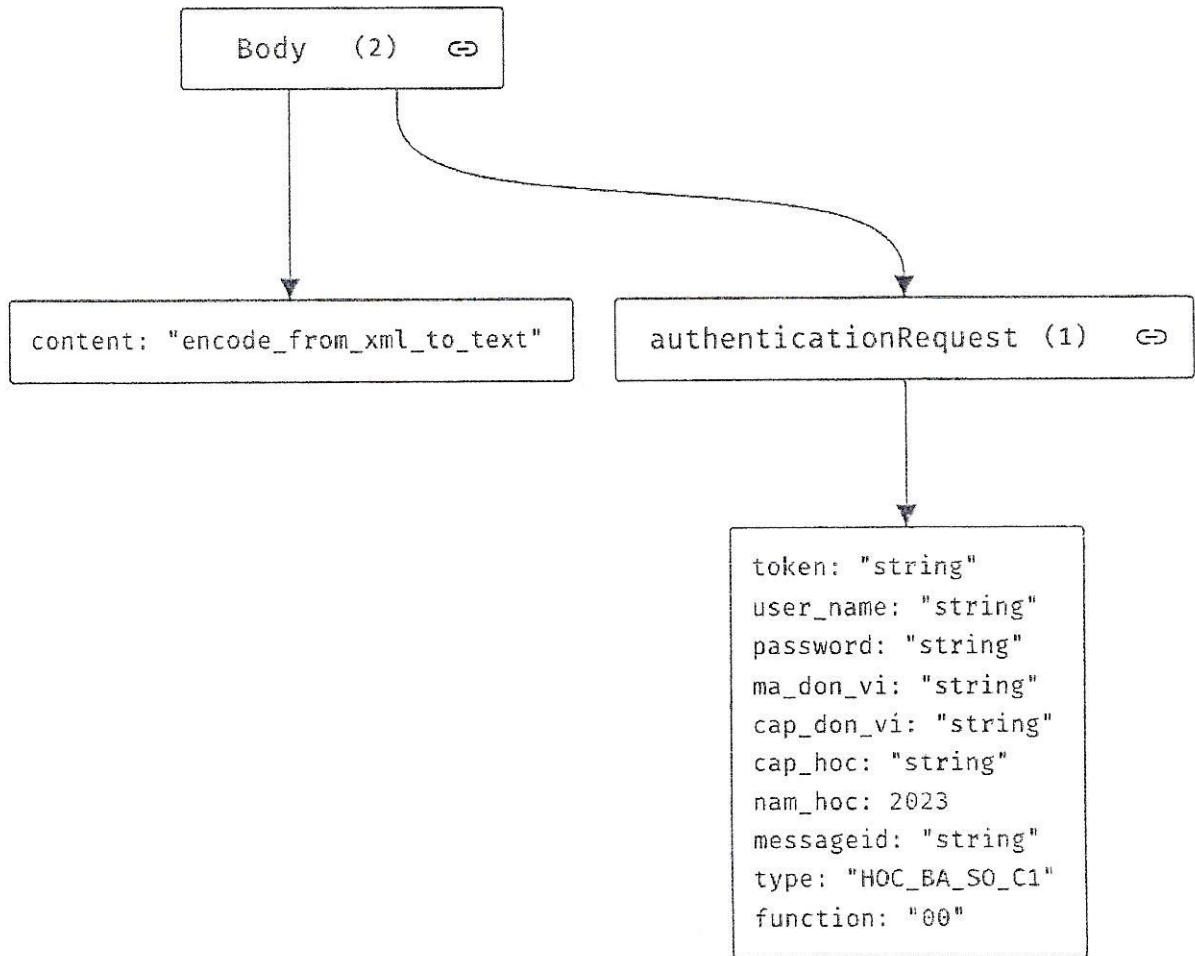 Body (2)
content: "encode_from_xml_to_text"
authenticationRequest (1)
token: "string"
user_name: "string"
password: "string"
ma_don_vi: "string"
cap_don_vi: "string"
cap_hoc: "string"
nam_hoc: 2023
messageid: "string"
type: "HOC_BA_SO_C1"
function: "00"